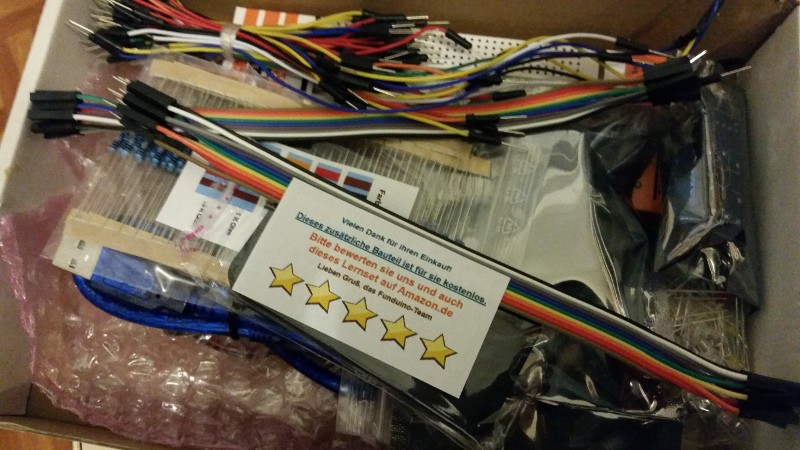 Vielen Dank für ihren Einkauf!
Dieses zusätzliche Bauteil ist für sie kostenlos.
Bitte bewerten sie uns und auch
dieses Lernset auf Amazon.de
Lieben Gruß, das Funduino-Team